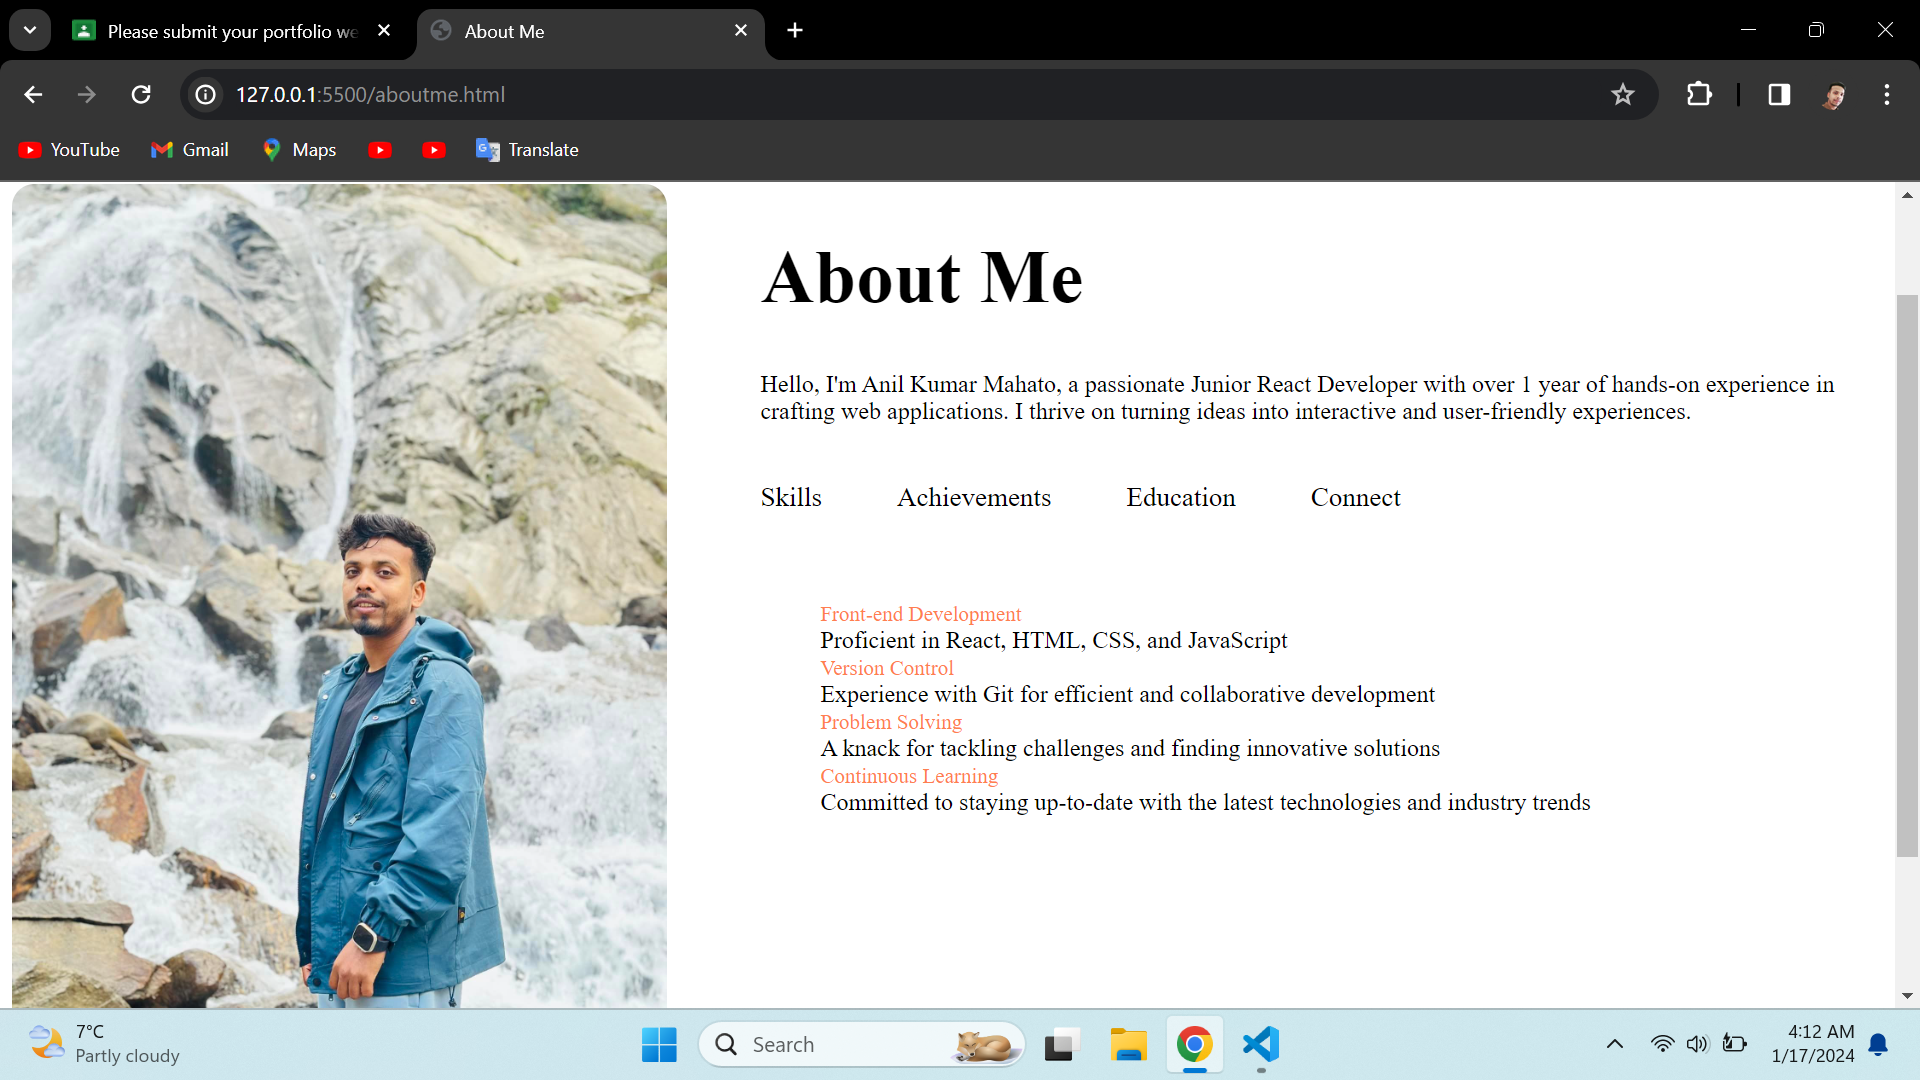 Please submit your portfolio we
About Me
127.0.0.1:5500/aboutme.html
YouTube
Gmail
Maps
Translate
About Me
Hello, I'm Anil Kumar Mahato, a passionate Junior React Developer with over 1 year of hands-on experience in
crafting web applications. I thrive on turning ideas into interactive and user-friendly experiences.
Skills
Achievements
Education
Connect
Front-end Development
Proficient in React, HTML, CSS, and JavaScript
Version Control
Experience with Git for efficient and collaborative development
Problem Solving
A knack for tackling challenges and finding innovative solutions
Continuous Learning
Committed to staying up-to-date with the latest technologies and industry trends
7°C
Partly cloudy
Search
4:12 AM
1/17/2024